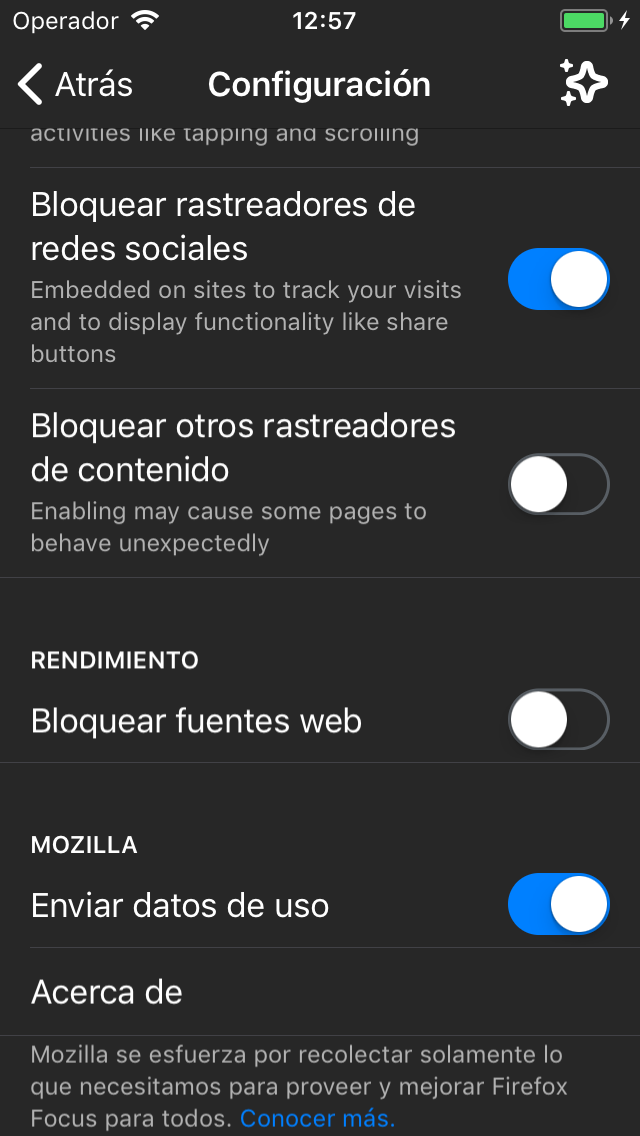 Operador
12:57
Atrás
Configuración
activities like tapping and scrolling
Bloquear rastreadores de
redes sociales
Embedded on sites to track your visits
and to display functionality like share
buttons
Bloquear otros rastreadores
de contenido
Enabling may cause some pages to
behave unexpectedly
RENDIMIENTO
Bloquear fuentes web
MOZILLA
Enviar datos de uso
Acerca de
Mozilla se esfuerza por recolectar solamente lo
que necesitamos para proveer y mejorar Firefox
Focus para todos. Conocer más.